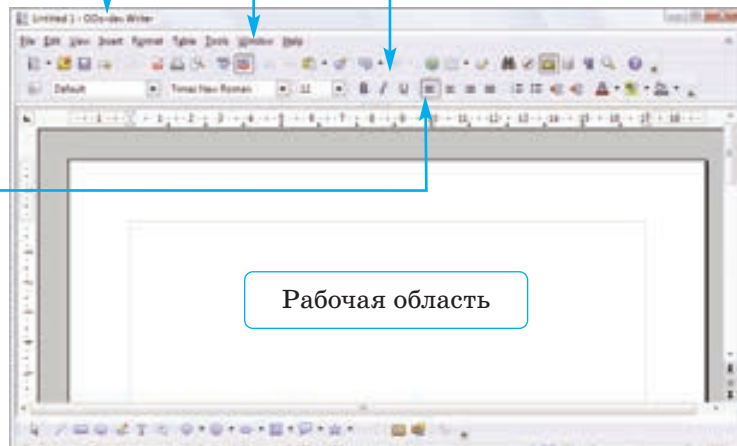 Untitled 1 - OOo-dev Writer
File Edit View Insert Format Table Tools Window Help
Default Times New Roman 12 B I U
Рабочая область